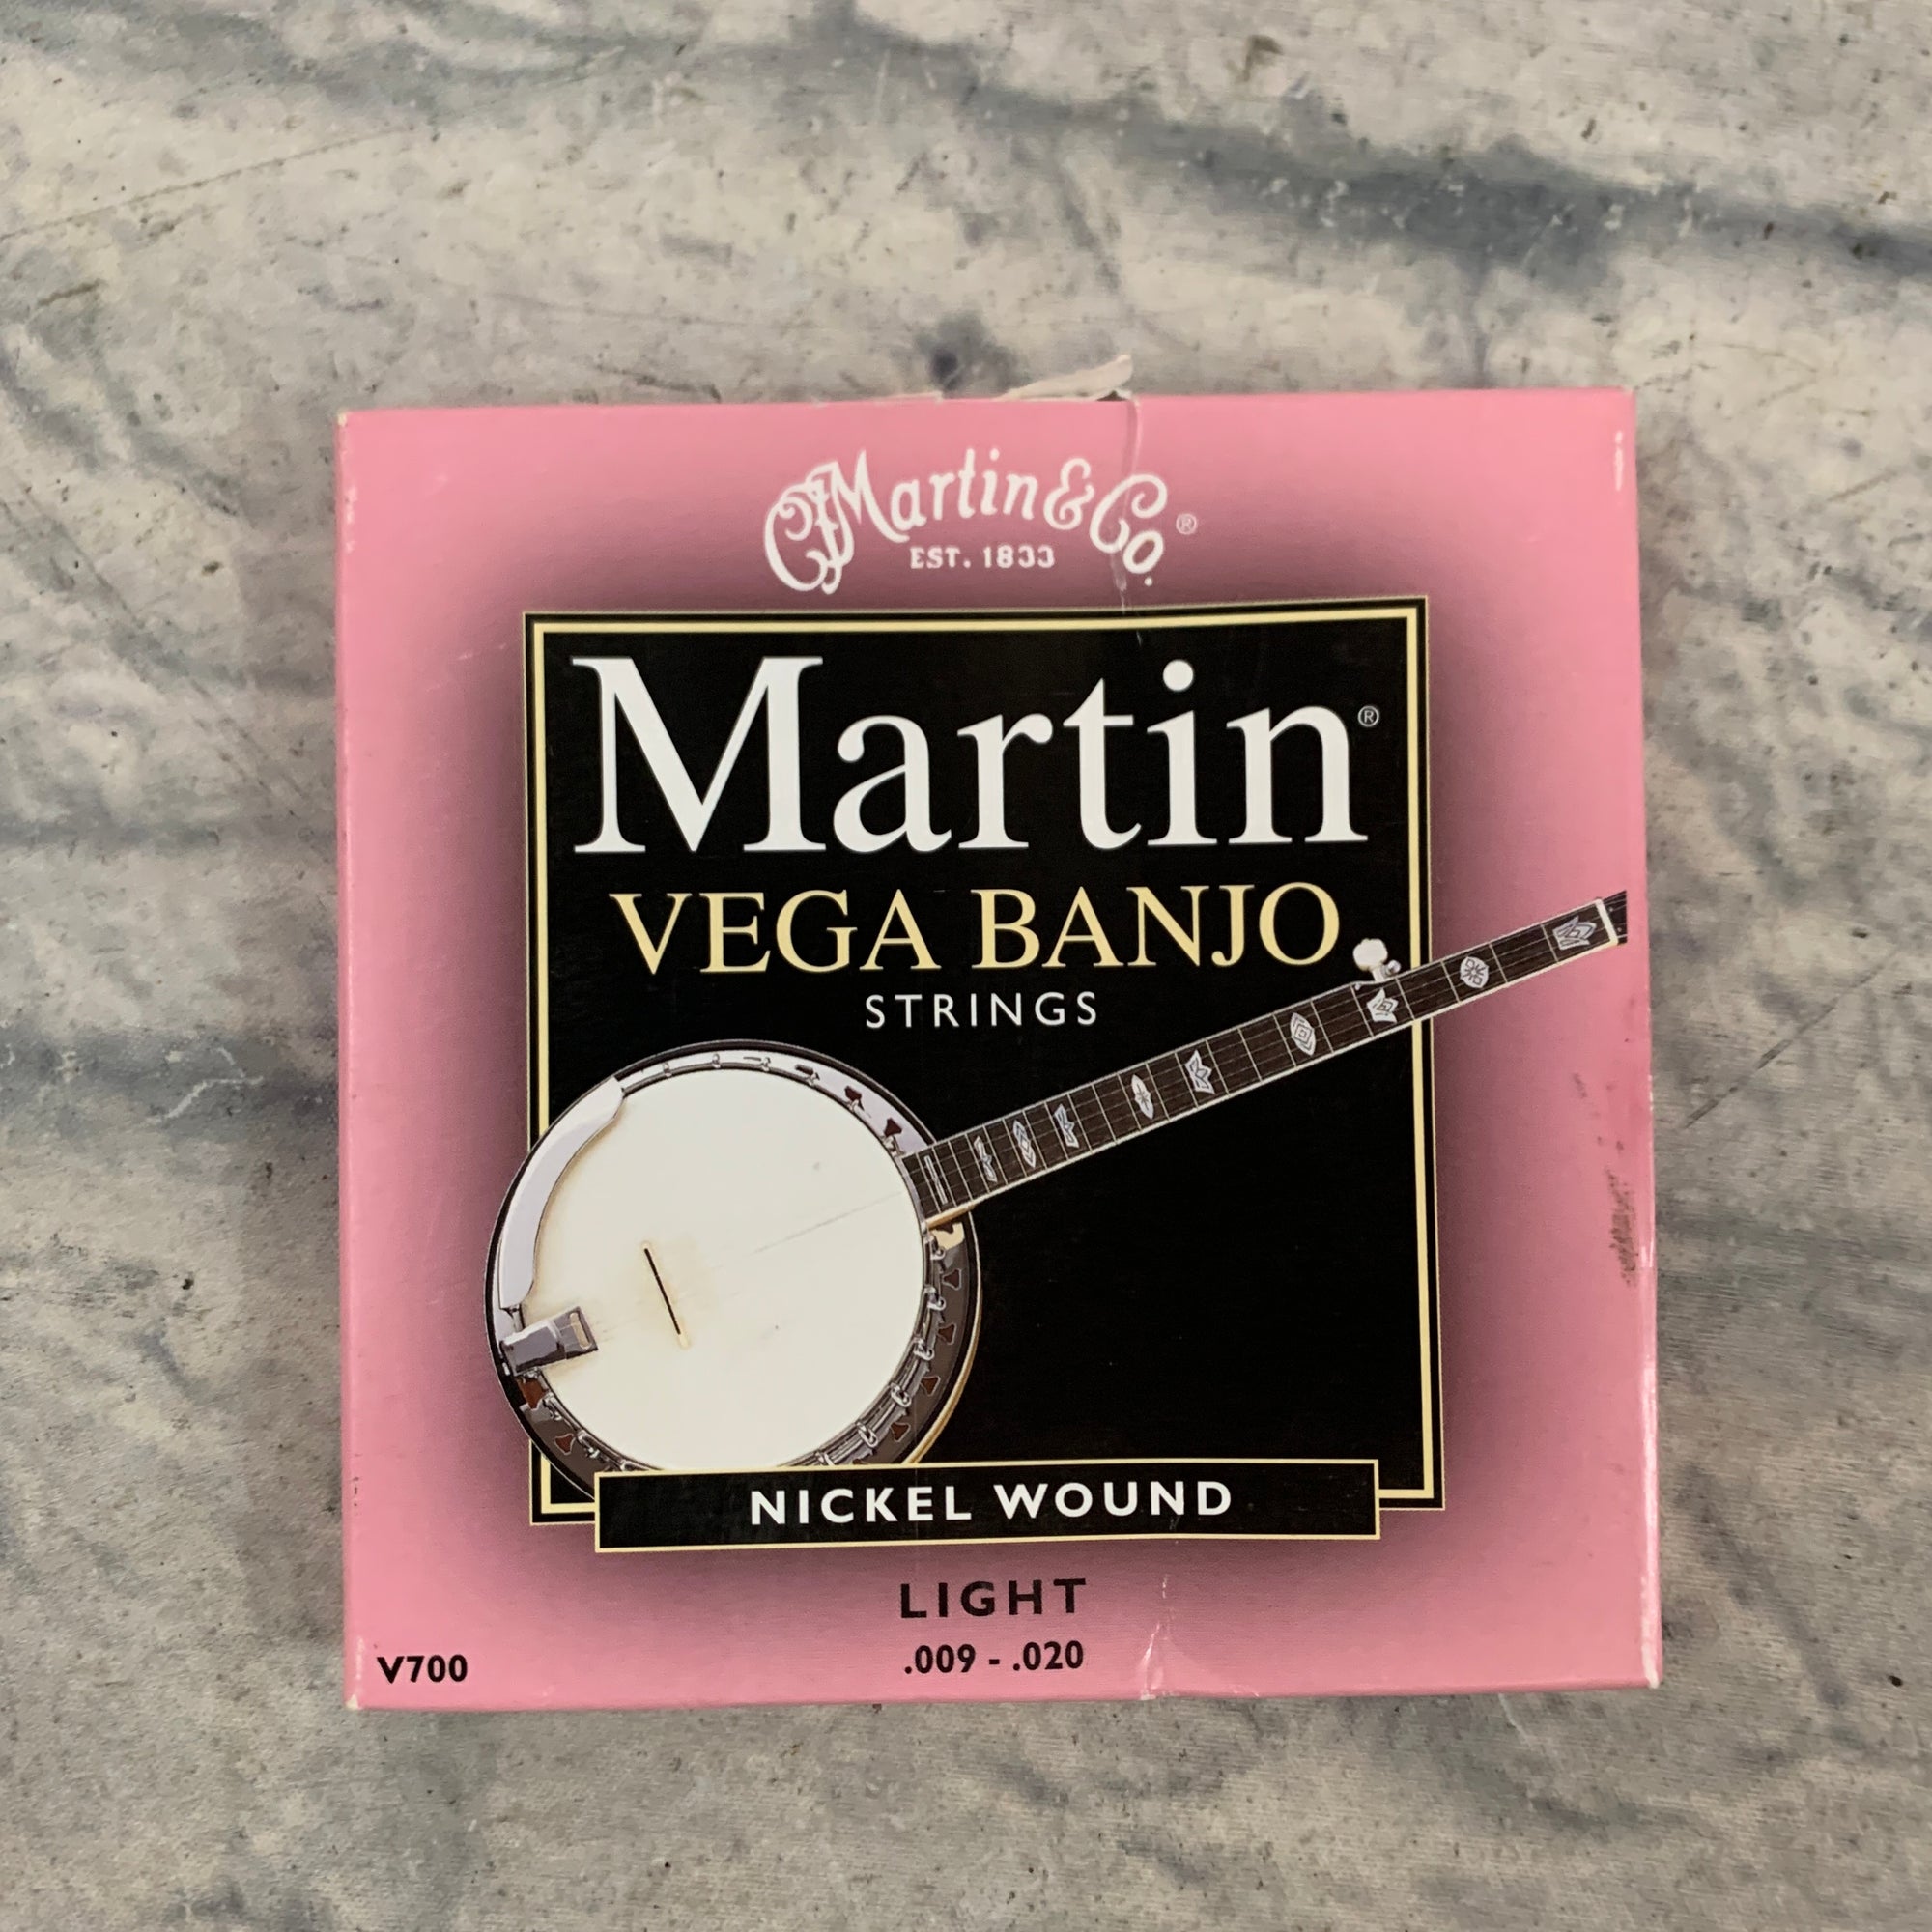 CFMartin & Co.®
EST. 1833
Martin®
VEGA BANJO
STRINGS
NICKEL WOUND
LIGHT
.009 - .020
V700